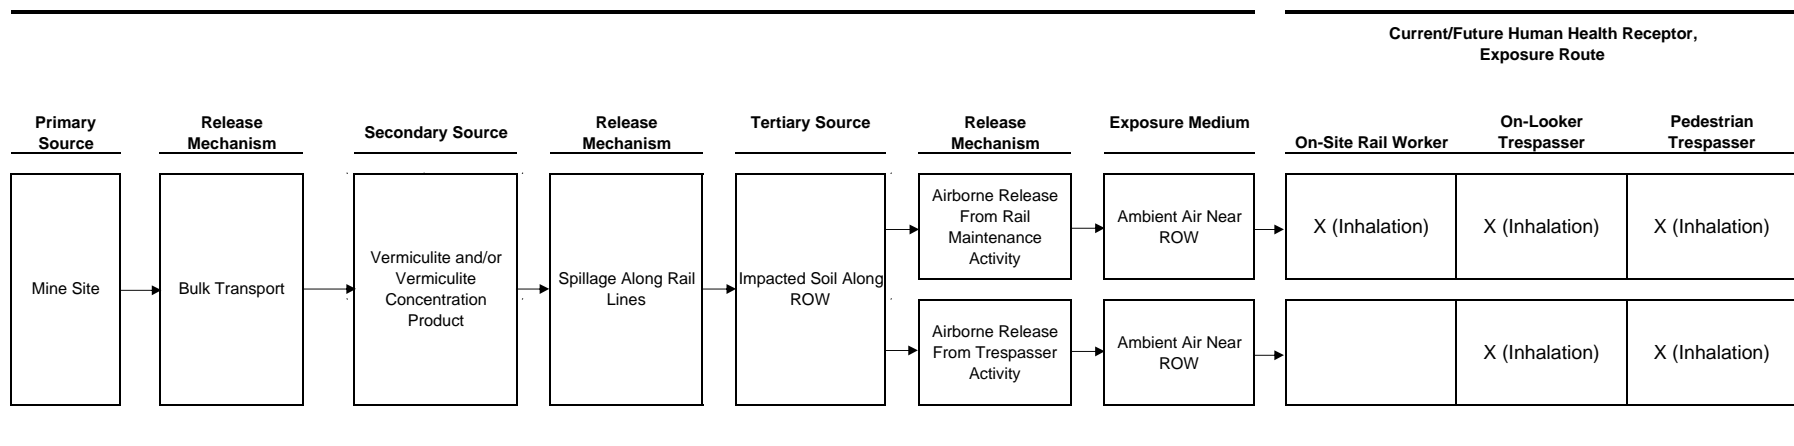 Current/Future Human Health Receptor,
Exposure Route
Primary
Source
Release
Mechanism
Secondary Source
Release
Mechanism
Tertiary Source
Release
Mechanism
Exposure Medium
On-Site Rail Worker
On-Looker
Trespasser
Pedestrian
Trespasser
Mine Site
Bulk Transport
Vermiculite and/or
Vermiculite
Concentration
Product
Spillage Along Rail
Lines
Impacted Soil Along
ROW
Airborne Release
From Rail
Maintenance
Activity
Ambient Air Near
ROW
X (Inhalation)
X (Inhalation)
X (Inhalation)
Airborne Release
From Trespasser
Activity
Ambient Air Near
ROW
X (Inhalation)
X (Inhalation)